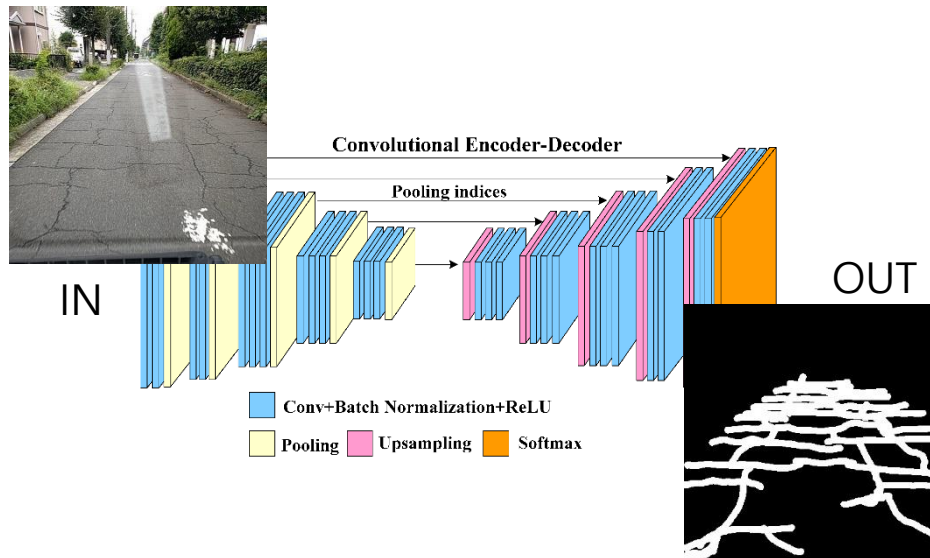 Convolutional Encoder-Decoder
Pooling indices
IN
OUT
Conv+Batch Normalization+ReLU
Pooling
Upsampling
Softmax